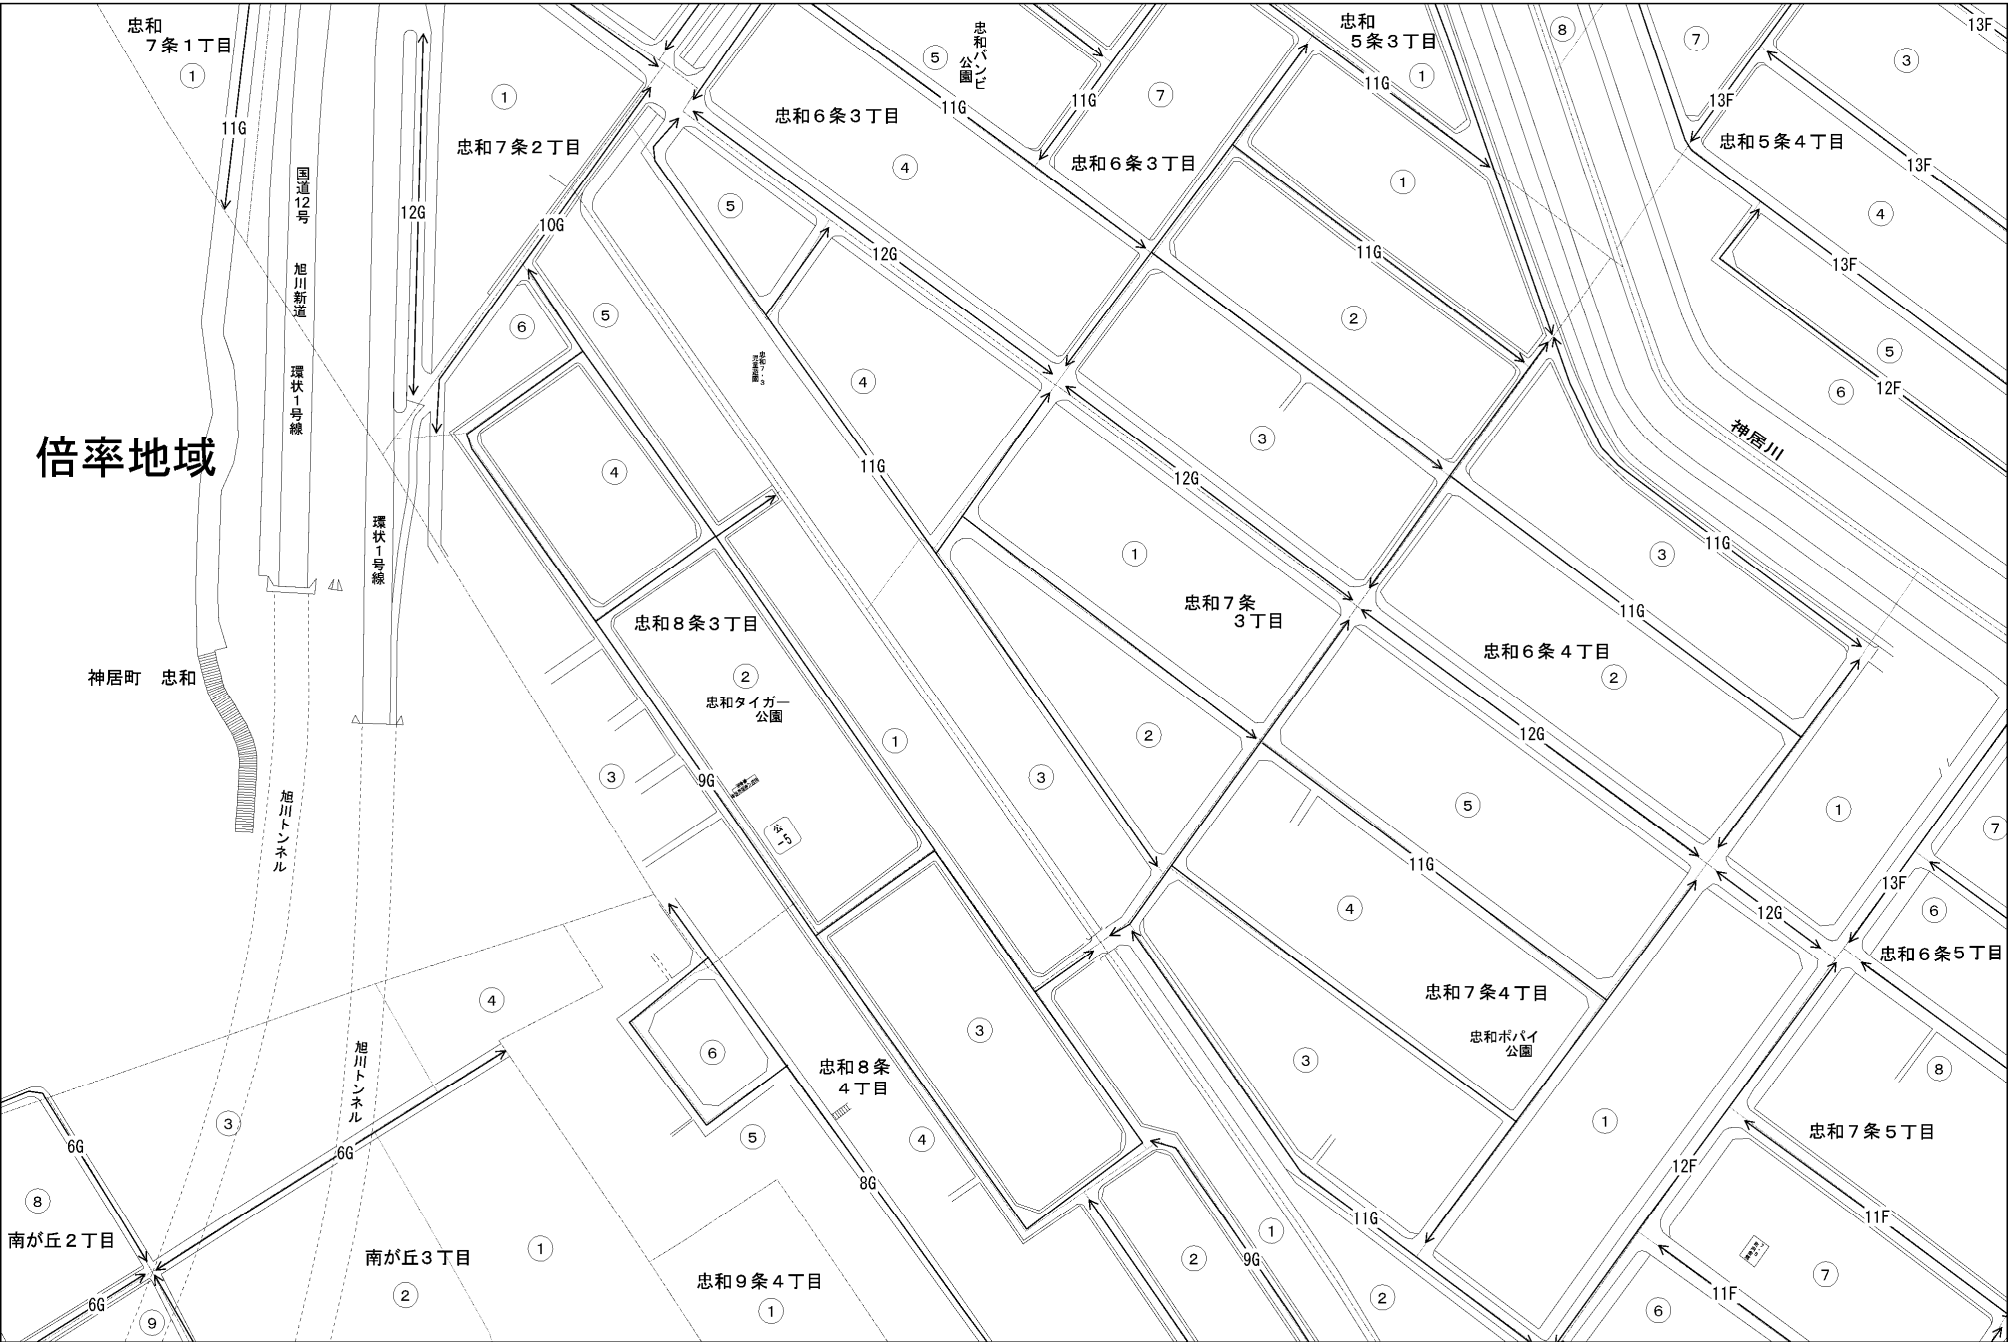 忠和
７条１丁目
①
11G
国道12号
旭川新道
環状１号線
12G
①
忠和７条２丁目
10G
⑤
忠和バンビ
公園
11G
忠和６条３丁目
④
⑦
11G
忠和６条３丁目
忠和
５条３丁目
①
11G
⑧
⑦
13F
13F
③
忠和５条４丁目
13F
④
13F
⑤
12F
⑥
神居川
①
11G
②
⑤
12G
⑥
⑤
忠和７・３
児童遊園
④
11G
③
12G
倍率地域
④
環状１号線
①
忠和７条
３丁目
③
11G
11G
忠和６条４丁目
②
12G
忠和８条３丁目
②
忠和タイガー
公園
神居町 忠和
9G
③
公
-5
①
③
②
⑤
①
⑦
旭川トンネル
11G
④
13F
⑥
12G
忠和６条５丁目
忠和７条４丁目
忠和ポパイ
公園
④
③
⑥
旭川トンネル
忠和８条
４丁目
③
⑧
③
6G
6G
⑤
④
①
忠和７条５丁目
12F
8G
⑧
南が丘２丁目
南が丘３丁目
②
①
忠和９条４丁目
①
②
①
9G
11G
②
11F
⑦
11F
⑥
6G
⑨